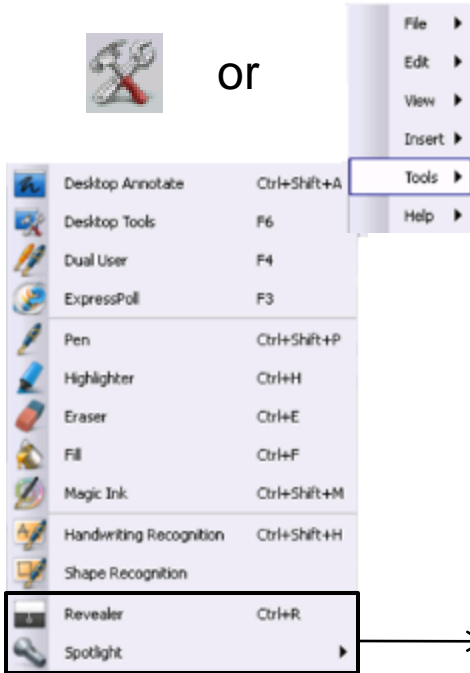 or
File
Edit
View
Insert
Tools
Help
Desktop Annotate Ctrl+Shift+A
Desktop Tools F6
Dual User F4
ExpressPoll F3
Pen Ctrl+Shift+P
Highlighter Ctrl+H
Eraser Ctrl+E
Fill Ctrl+F
Magic Ink Ctrl+Shift+M
Handwriting Recognition Ctrl+Shift+H
Shape Recognition
Revealer Ctrl+R
Spotlight